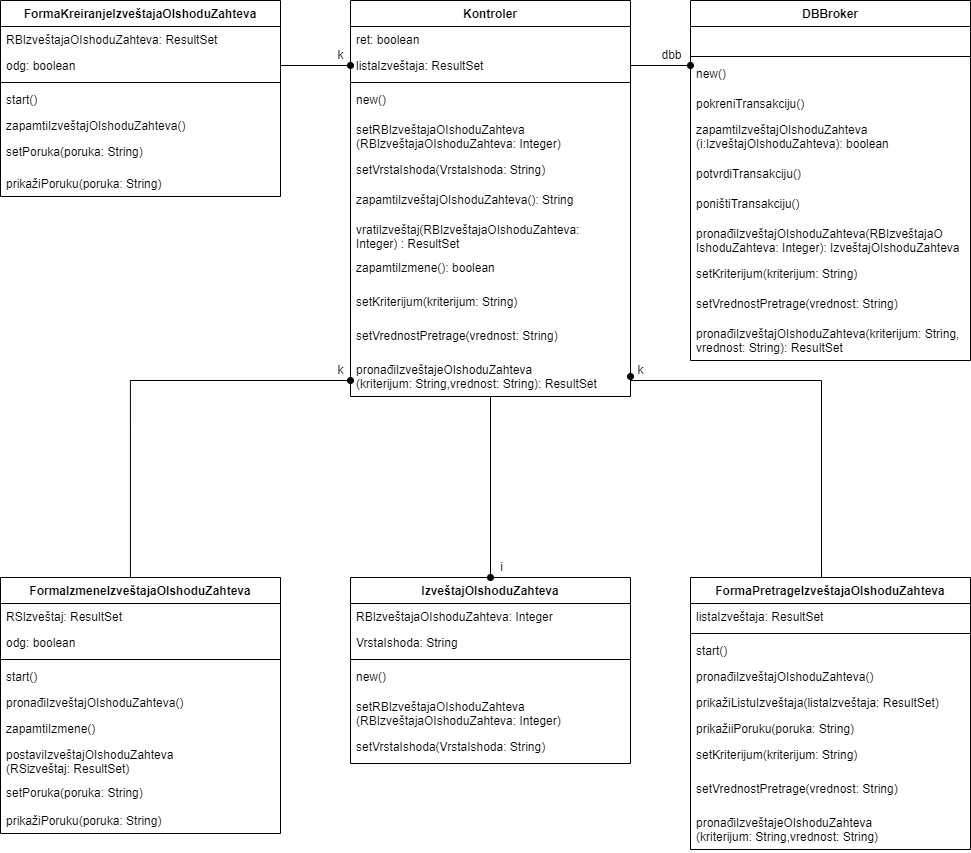 FormaKreiranjeIzveštajaOIshoduZahteva
RBIzveštajaOIshoduZahteva: ResultSet
odg: boolean
start()
zapamtiIzveštajOIshoduZahteva()
setPoruka(poruka: String)
prikažiPoruku(poruka: String)
k
Kontroler
ret: boolean
listaIzveštaja: ResultSet
new()
setRBIzveštajaOIshoduZahteva
(RBIzveštajaOIshoduZahteva: Integer)
setVrstaIshoda(VrstaIshoda: String)
zapamtiIzveštajOIshoduZahteva(): String
vratiIzveštaj(RBIzveštajaOIshoduZahteva:
Integer) : ResultSet
zapamtiIzmene(): boolean
setKriterijum(kriterijum: String)
setVrednostPretrage(vrednost: String)
pronađiIzveštajeOIshoduZahteva
(kriterijum: String,vrednost: String): ResultSet
dbb
DBBroker
new()
pokreniTransakciju()
zapamtiIzveštajOIshoduZahteva
(i:IzveštajOIshoduZahteva): boolean
potvrdiTransakciju()
poništiTransakciju()
pronađiIzveštajOIshoduZahteva(RBIzveštajaO
IshoduZahteva: Integer): IzveštajOIshoduZahteva
setKriterijum(kriterijum: String)
setVrednostPretrage(vrednost: String)
pronađiIzveštajOIshoduZahteva(kriterijum: String,
vrednost: String): ResultSet
k
k
i
FormaIzmeneIzveštajaOIshoduZahteva
RSIzveštaj: ResultSet
odg: boolean
start()
pronađiIzveštajOIshoduZahteva()
zapamtiIzmene()
postaviIzveštajOIshoduZahteva
(RSizveštaj: ResultSet)
setPoruka(poruka: String)
prikažiPoruku(poruka: String)
IzveštajOIshoduZahteva
RBIzveštajaOIshoduZahteva: Integer
VrstaIshoda: String
new()
setRBIzveštajaOIshoduZahteva
(RBIzveštajaOIshoduZahteva: Integer)
setVrstaIshoda(VrstaIshoda: String)
FormaPretrageIzveštajaOIshoduZahteva
listaIzveštaja: ResultSet
start()
pronađiIzveštajOIshoduZahteva()
prikažiListuIzveštaja(listaIzveštaja: ResultSet)
prikažiiPoruku(poruka: String)
setKriterijum(kriterijum: String)
setVrednostPretrage(vrednost: String)
pronađiIzveštajeOIshoduZahteva
(kriterijum: String,vrednost: String)